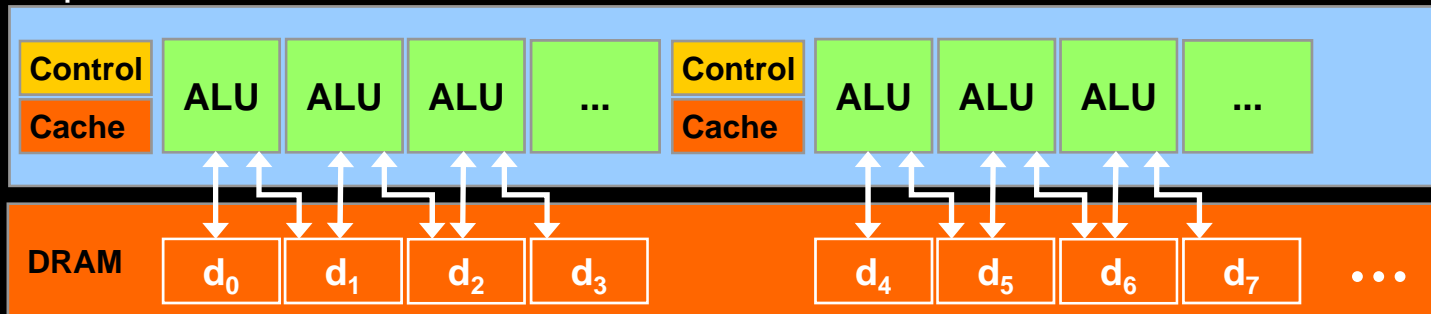 Control ALU ALU ALU ... Control ALU ALU ALU ...
Cache Cache
DRAM d₀ d₁ d₂ d₃ d₄ d₅ d₆ d₇ •••